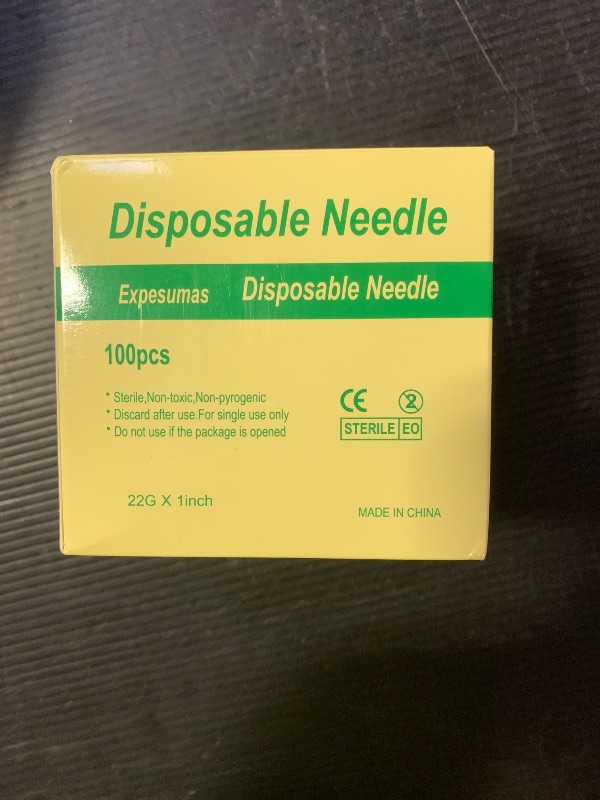 Disposable Needle
Expesumas Disposable Needle
100pcs
* Sterile,Non-toxic,Non-pyrogenic
* Discard after use.For single use only
* Do not use if the package is opened
CE 2
STERILE EO
22G X 1inch
MADE IN CHINA